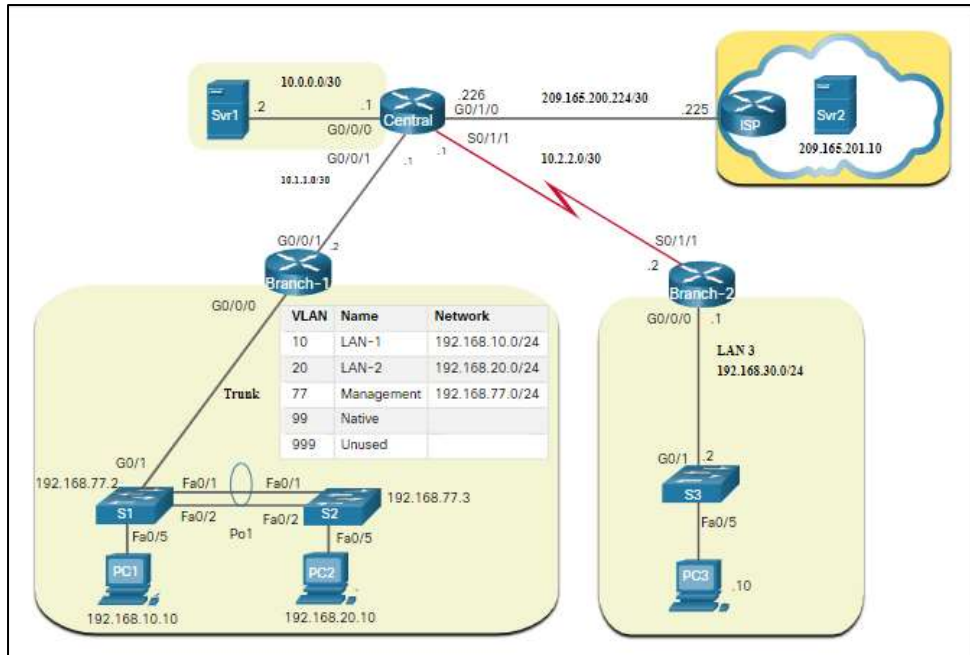 10.0.0.0/30
Svr1
.2
.1
G0/0/0
Central
.226
G0/1/0
209.165.200.224/30
.225
ISP
Svr2
209.165.201.10
G0/0/1
.1
.1
S0/1/1
10.2.2.0/30
10.1.1.0/30
G0/0/1
.2
Branch-1
G0/0/0
S0/1/1
.2
Branch-2
G0/0/0
.1
VLAN Name Network
10 LAN-1 192.168.10.0/24
20 LAN-2 192.168.20.0/24
77 Management 192.168.77.0/24
99 Native
999 Unused
Trunk
LAN 3
192.168.30.0/24
G0/1
192.168.77.2
Fa0/1
Fa0/1
192.168.77.3
S1
Fa0/2
Fa0/2
S2
Po1
Fa0/5
Fa0/5
PC1
PC2
192.168.10.10
192.168.20.10
G0/1
.2
S3
Fa0/5
PC3
.10